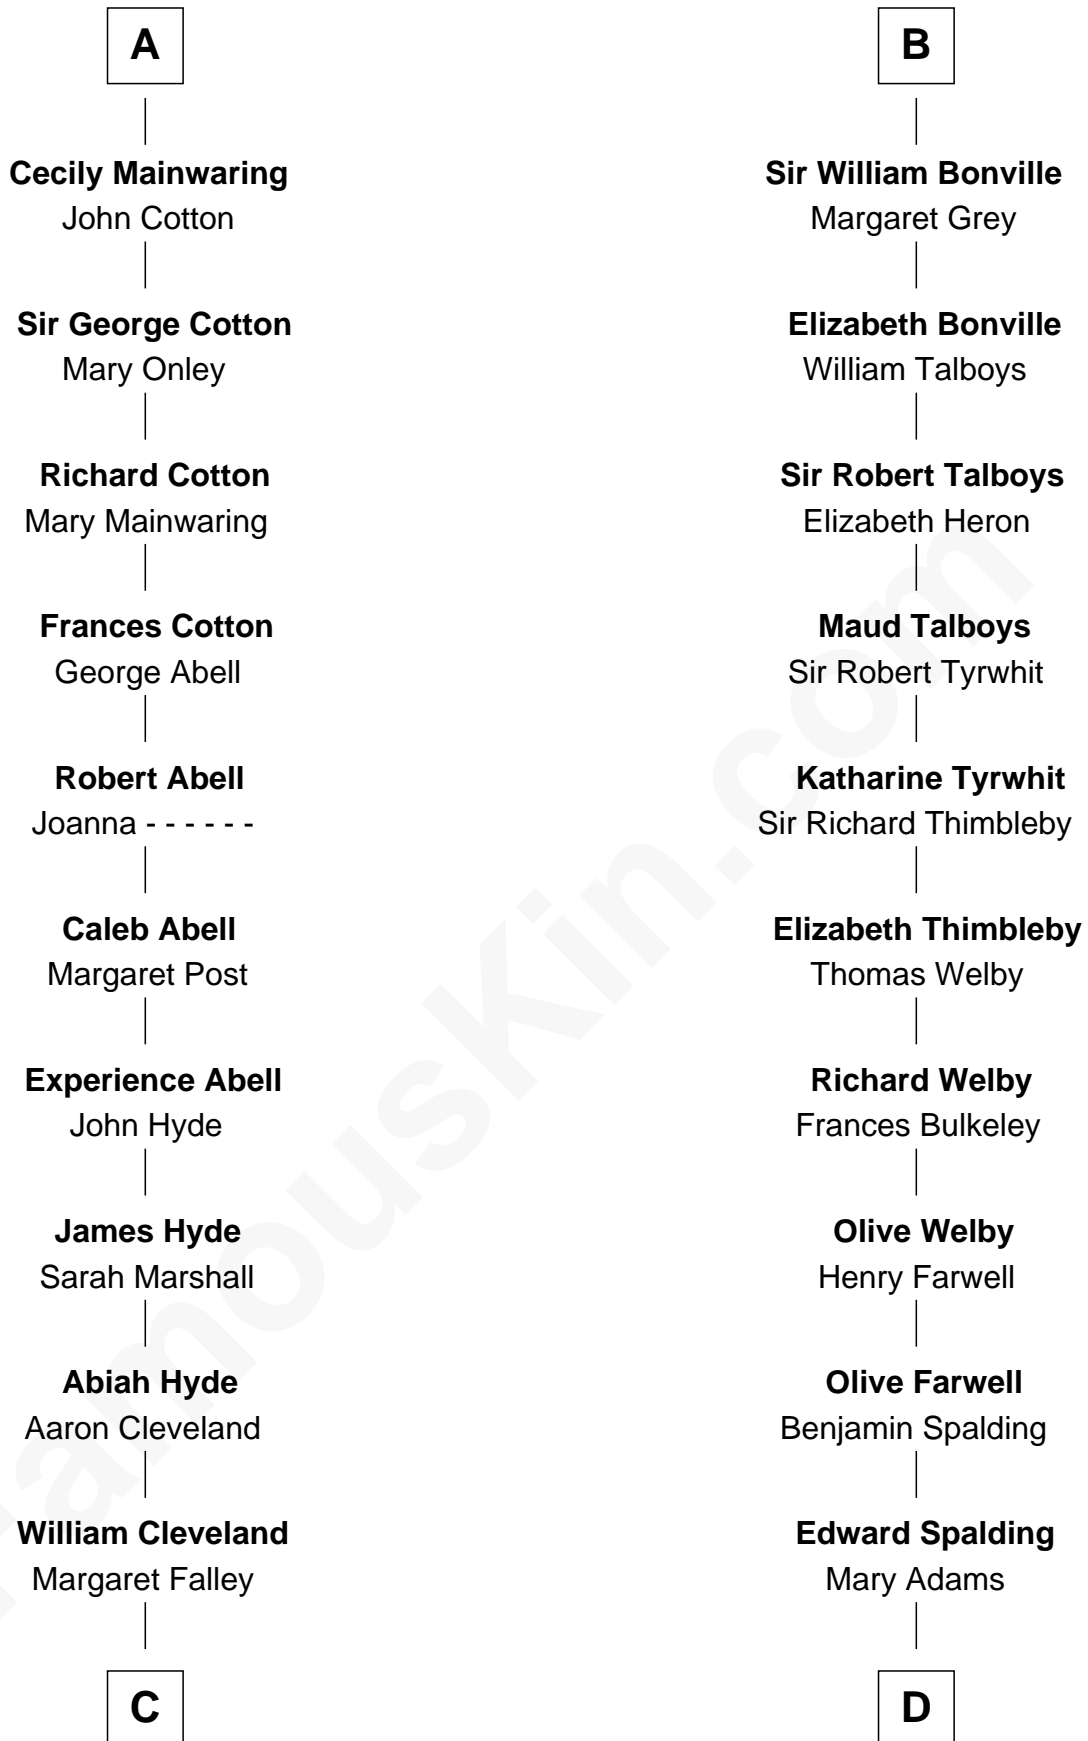 A
Cecily Mainwaring
John Cotton
Sir George Cotton
Mary Onley
Richard Cotton
Mary Mainwaring
Frances Cotton
George Abell
Robert Abell
Joanna - - - - - -
Caleb Abell
Margaret Post
Experience Abell
John Hyde
James Hyde
Sarah Marshall
Abiah Hyde
Aaron Cleveland
William Cleveland
Margaret Falley
C
B
Sir William Bonville
Margaret Grey
Elizabeth Bonville
William Talboys
Sir Robert Talboys
Elizabeth Heron
Maud Talboys
Sir Robert Tyrwhit
Katharine Tyrwhit
Sir Richard Thimbleby
Elizabeth Thimbleby
Thomas Welby
Richard Welby
Frances Bulkeley
Olive Welby
Henry Farwell
Olive Farwell
Benjamin Spalding
Edward Spalding
Mary Adams
D
FamousKin.com